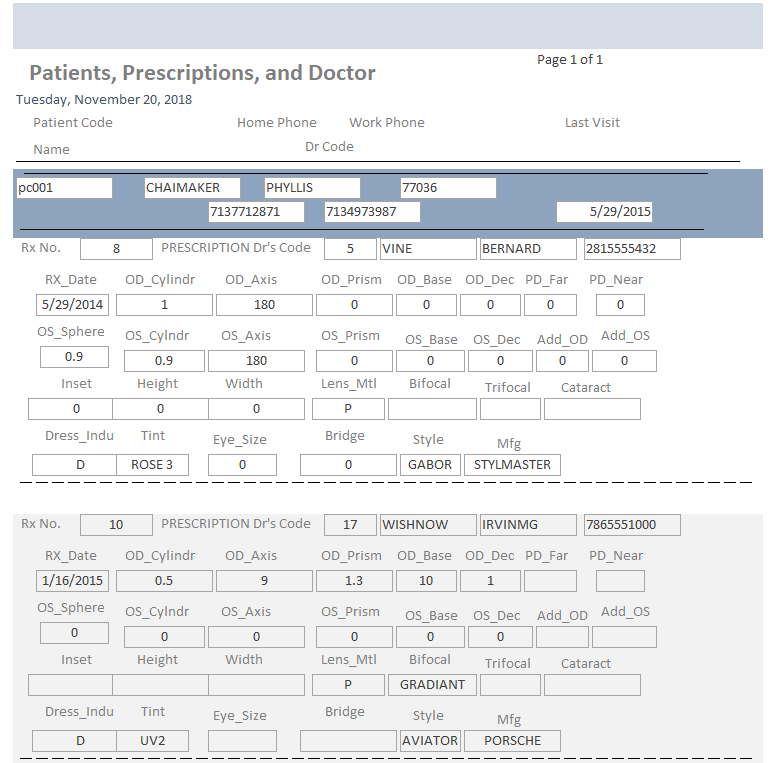 Page 1 of 1
Patients, Prescriptions, and Doctor
Tuesday, November 20, 2018
Patient Code Home Phone Work Phone Last Visit
Name Dr Code
pc001 CHAIMAKER PHYLLIS 77036
7137712871 7134973987 5/29/2015
Rx No. 8 PRESCRIPTION Dr's Code 5 VINE BERNARD 2815555432
RX_Date OD_Cylindr OD_Axis OD_Prism OD_Base OD_Dec PD_Far PD_Near
5/29/2014 1 180 0 0 0 0 0
OS_Sphere OS_Cylndr OS_Axis OS_Prism OS_Base OS_Dec Add_OD Add_OS
0.9 0.9 180 0 0 0 0 0
Inset Height Width Lens_Mtl Bifocal Trifocal Cataract
0 0 0 P
Dress_Indu Tint Eye_Size Bridge Style Mfg
D ROSE 3 0 0 GABOR STYLMASTER
Rx No. 10 PRESCRIPTION Dr's Code 17 WISHNOW IRVINMG 7865551000
RX_Date OD_Cylindr OD_Axis OD_Prism OD_Base OD_Dec PD_Far PD_Near
1/16/2015 0.5 9 1.3 10 1
OS_Sphere OS_Cylndr OS_Axis OS_Prism OS_Base OS_Dec Add_OD Add_OS
0 0 0 0 0 0
Inset Height Width Lens_Mtl Bifocal Trifocal Cataract
P GRADIANT
Dress_Indu Tint Eye_Size Bridge Style Mfg
D UV2 AVIATOR PORSCHE